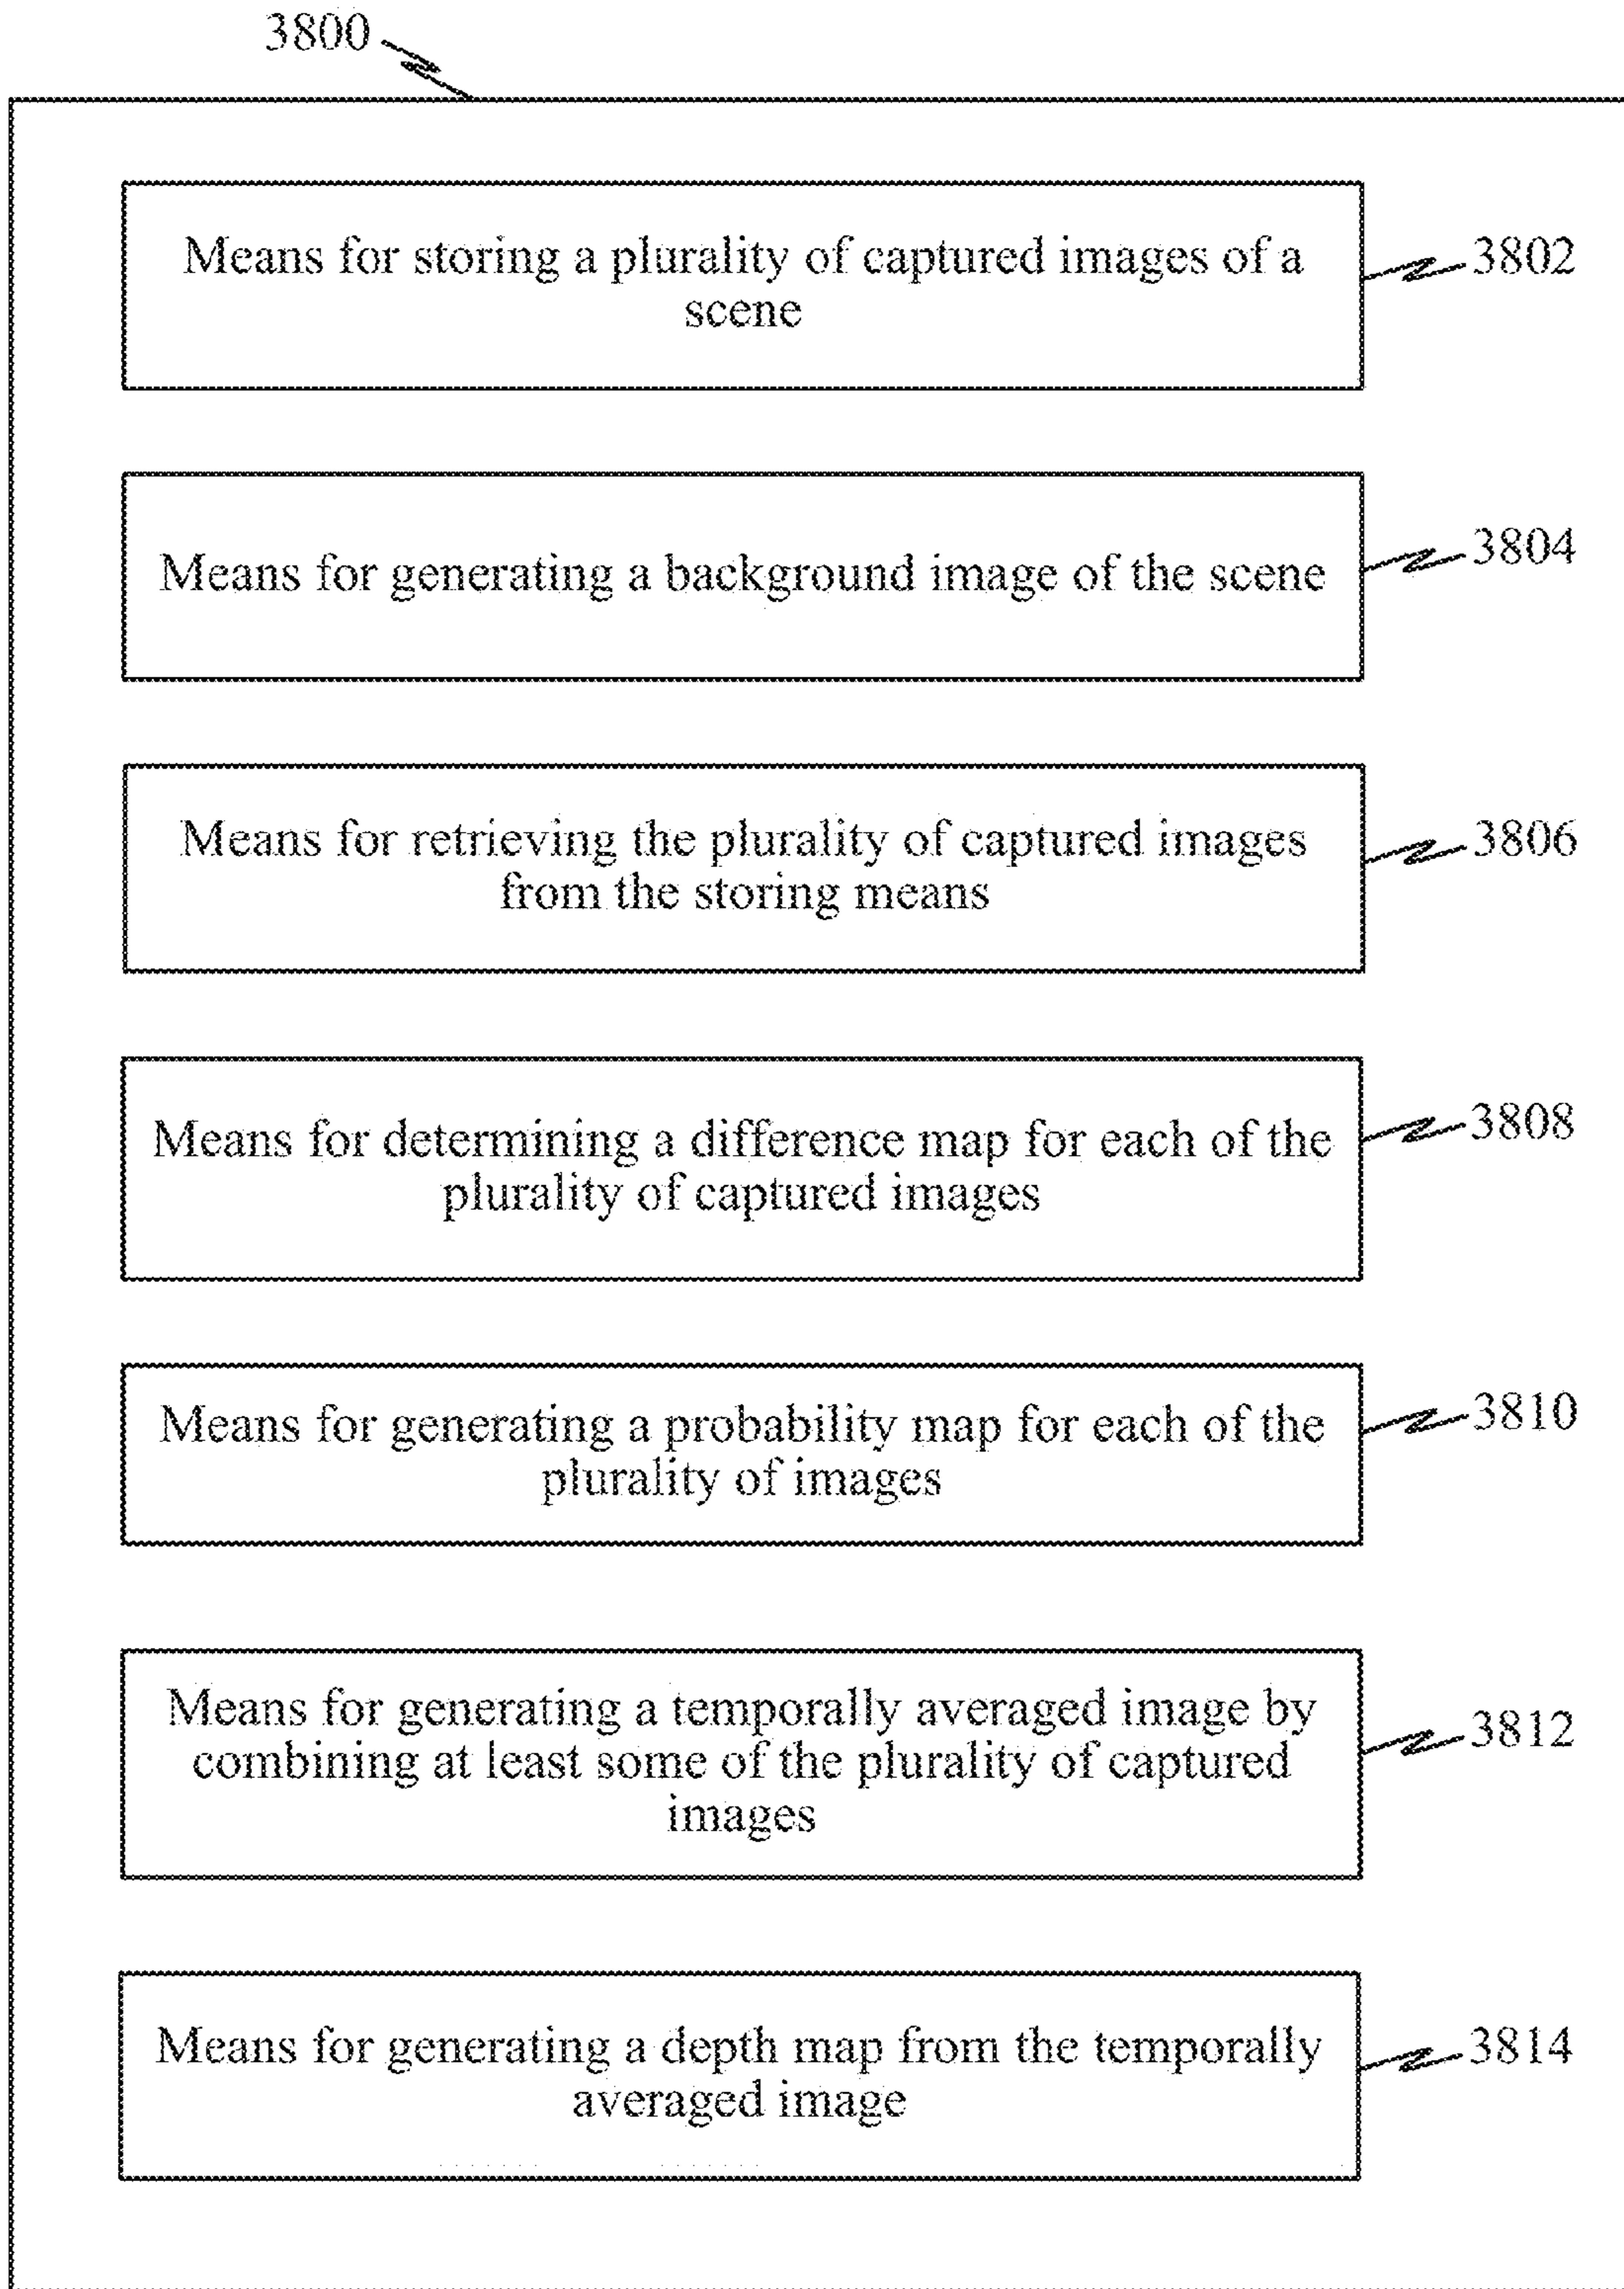 3800
Means for storing a plurality of captured images of a
scene
3802
Means for generating a background image of the scene
3804
Means for retrieving the plurality of captured images
from the storing means
3806
Means for determining a difference map for each of the
plurality of captured images
3808
Means for generating a probability map for each of the
plurality of images
3810
Means for generating a temporally averaged image by
combining at least some of the plurality of captured
images
3812
Means for generating a depth map from the temporally
averaged image
3814